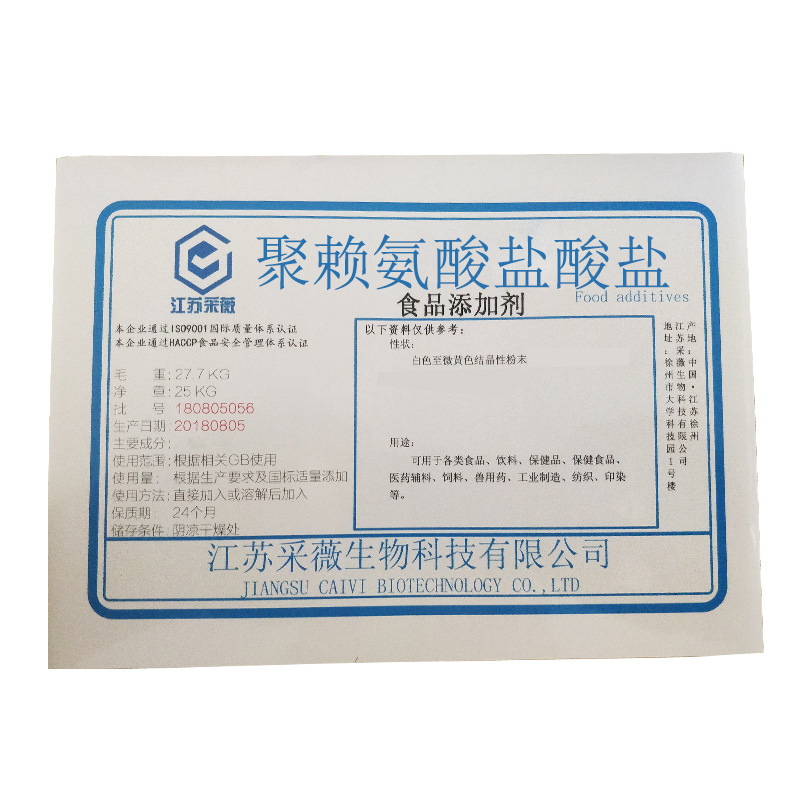 江苏采薇
聚赖氨酸盐酸盐
Food additives
食品添加剂
本企业通过ISO9001国际质量体系认证
本企业通过HACCP食品安全管理体系认证
毛 重:27.7KG
净 重:25KG
批 号 180805056
生产日期:20180805
主要成分:
使用范围:根据相关GB使用
使用量: 根据生产要求及国标适量添加
使用方法:直接加入或溶解后加入
保质期: 24个月
储存条件:阴凉干燥处
以下资料仅供参考:
性状:
白色至微黄色结晶性粉末
用途:
可用于各类食品、饮料、保健品、保健食品、
医药辅料、饲料、兽用药、工业制造、纺织、印染
等。
产地:中国·江苏徐州
江苏采薇生物科技有限公司
地址:徐州市大学科技园1号楼
江苏采薇生物科技有限公司
JIANGSU CAIVI BIOTECHNOLOGY CO.,LTD